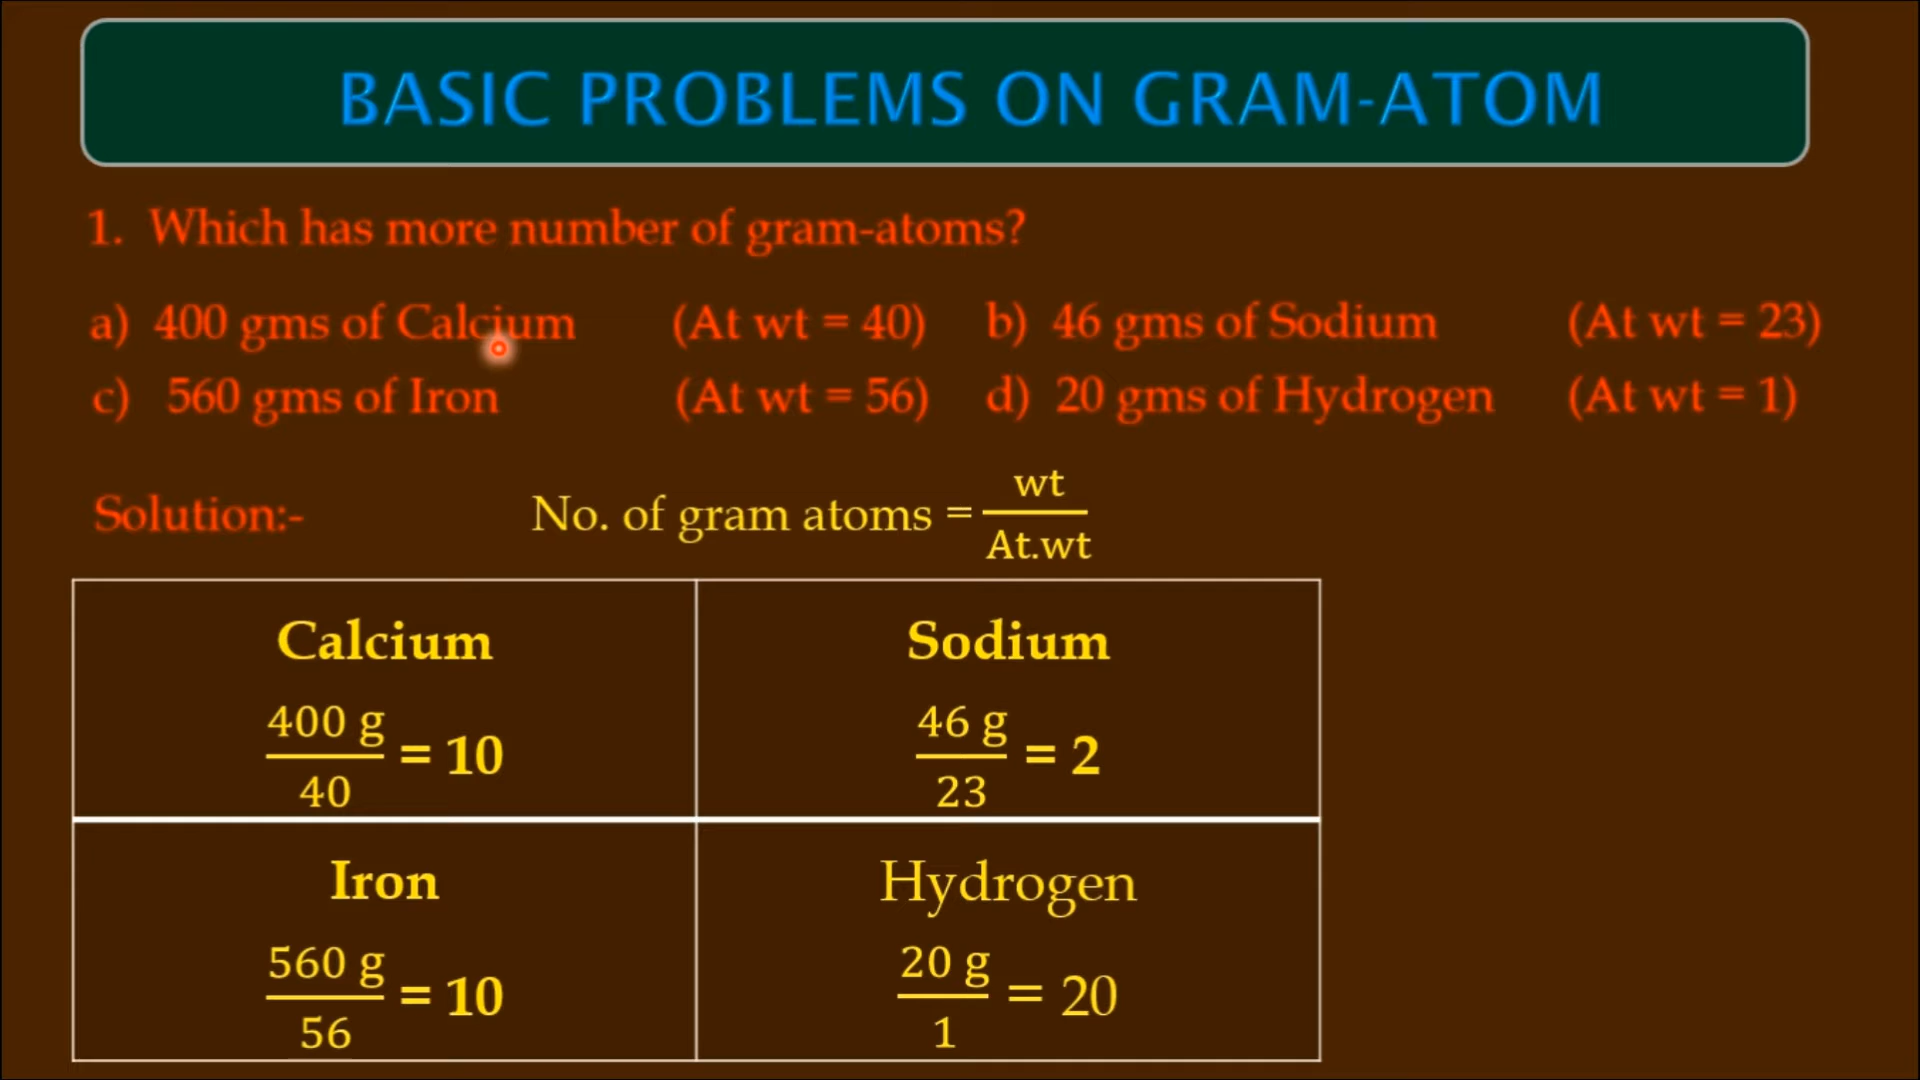 BASIC PROBLEMS ON GRAM-ATOM
1. Which has more number of gram-atoms?
a) 400 gms of Calcium (At wt = 40) b) 46 gms of Sodium (At wt = 23)
c) 560 gms of Iron (At wt = 56) d) 20 gms of Hydrogen (At wt = 1)
Solution:- No. of gram atoms = wt / At.wt
Calcium
400 g / 40 = 10
Sodium
46 g / 23 = 2
Iron
560 g / 56 = 10
Hydrogen
20 g / 1 = 20